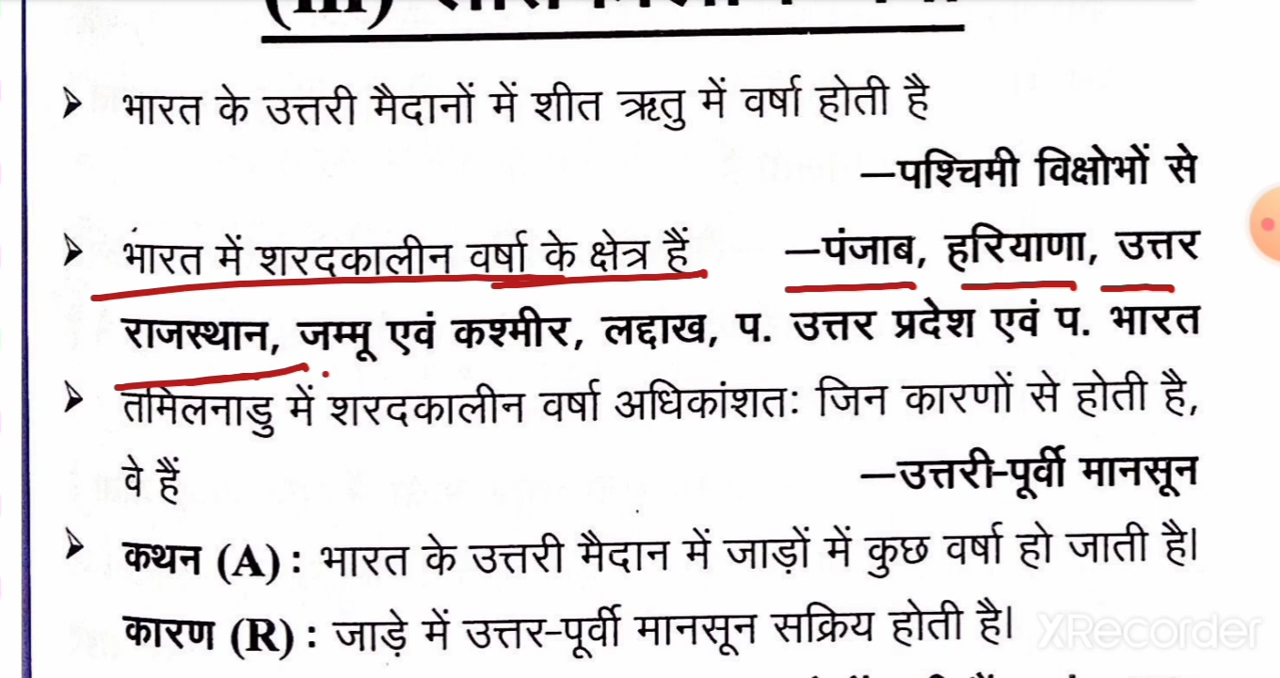 ➤ भारत के उत्तरी मैदानों में शीत ऋतु में वर्षा होती है
—पश्चिमी विक्षोभों से
➤ भारत में शरदकालीन वर्षा के क्षेत्र हैं —पंजाब, हरियाणा, उत्तर
राजस्थान, जम्मू एवं कश्मीर, लद्दाख, प. उत्तर प्रदेश एवं प. भारत
➤ तमिलनाडु में शरदकालीन वर्षा अधिकांशतः जिन कारणों से होती है,
वे हैं —उत्तरी-पूर्वी मानसून
➤ कथन (A) : भारत के उत्तरी मैदान में जाड़ों में कुछ वर्षा हो जाती है।
कारण (R) : जाड़े में उत्तर-पूर्वी मानसून सक्रिय होती है।
XRecorder